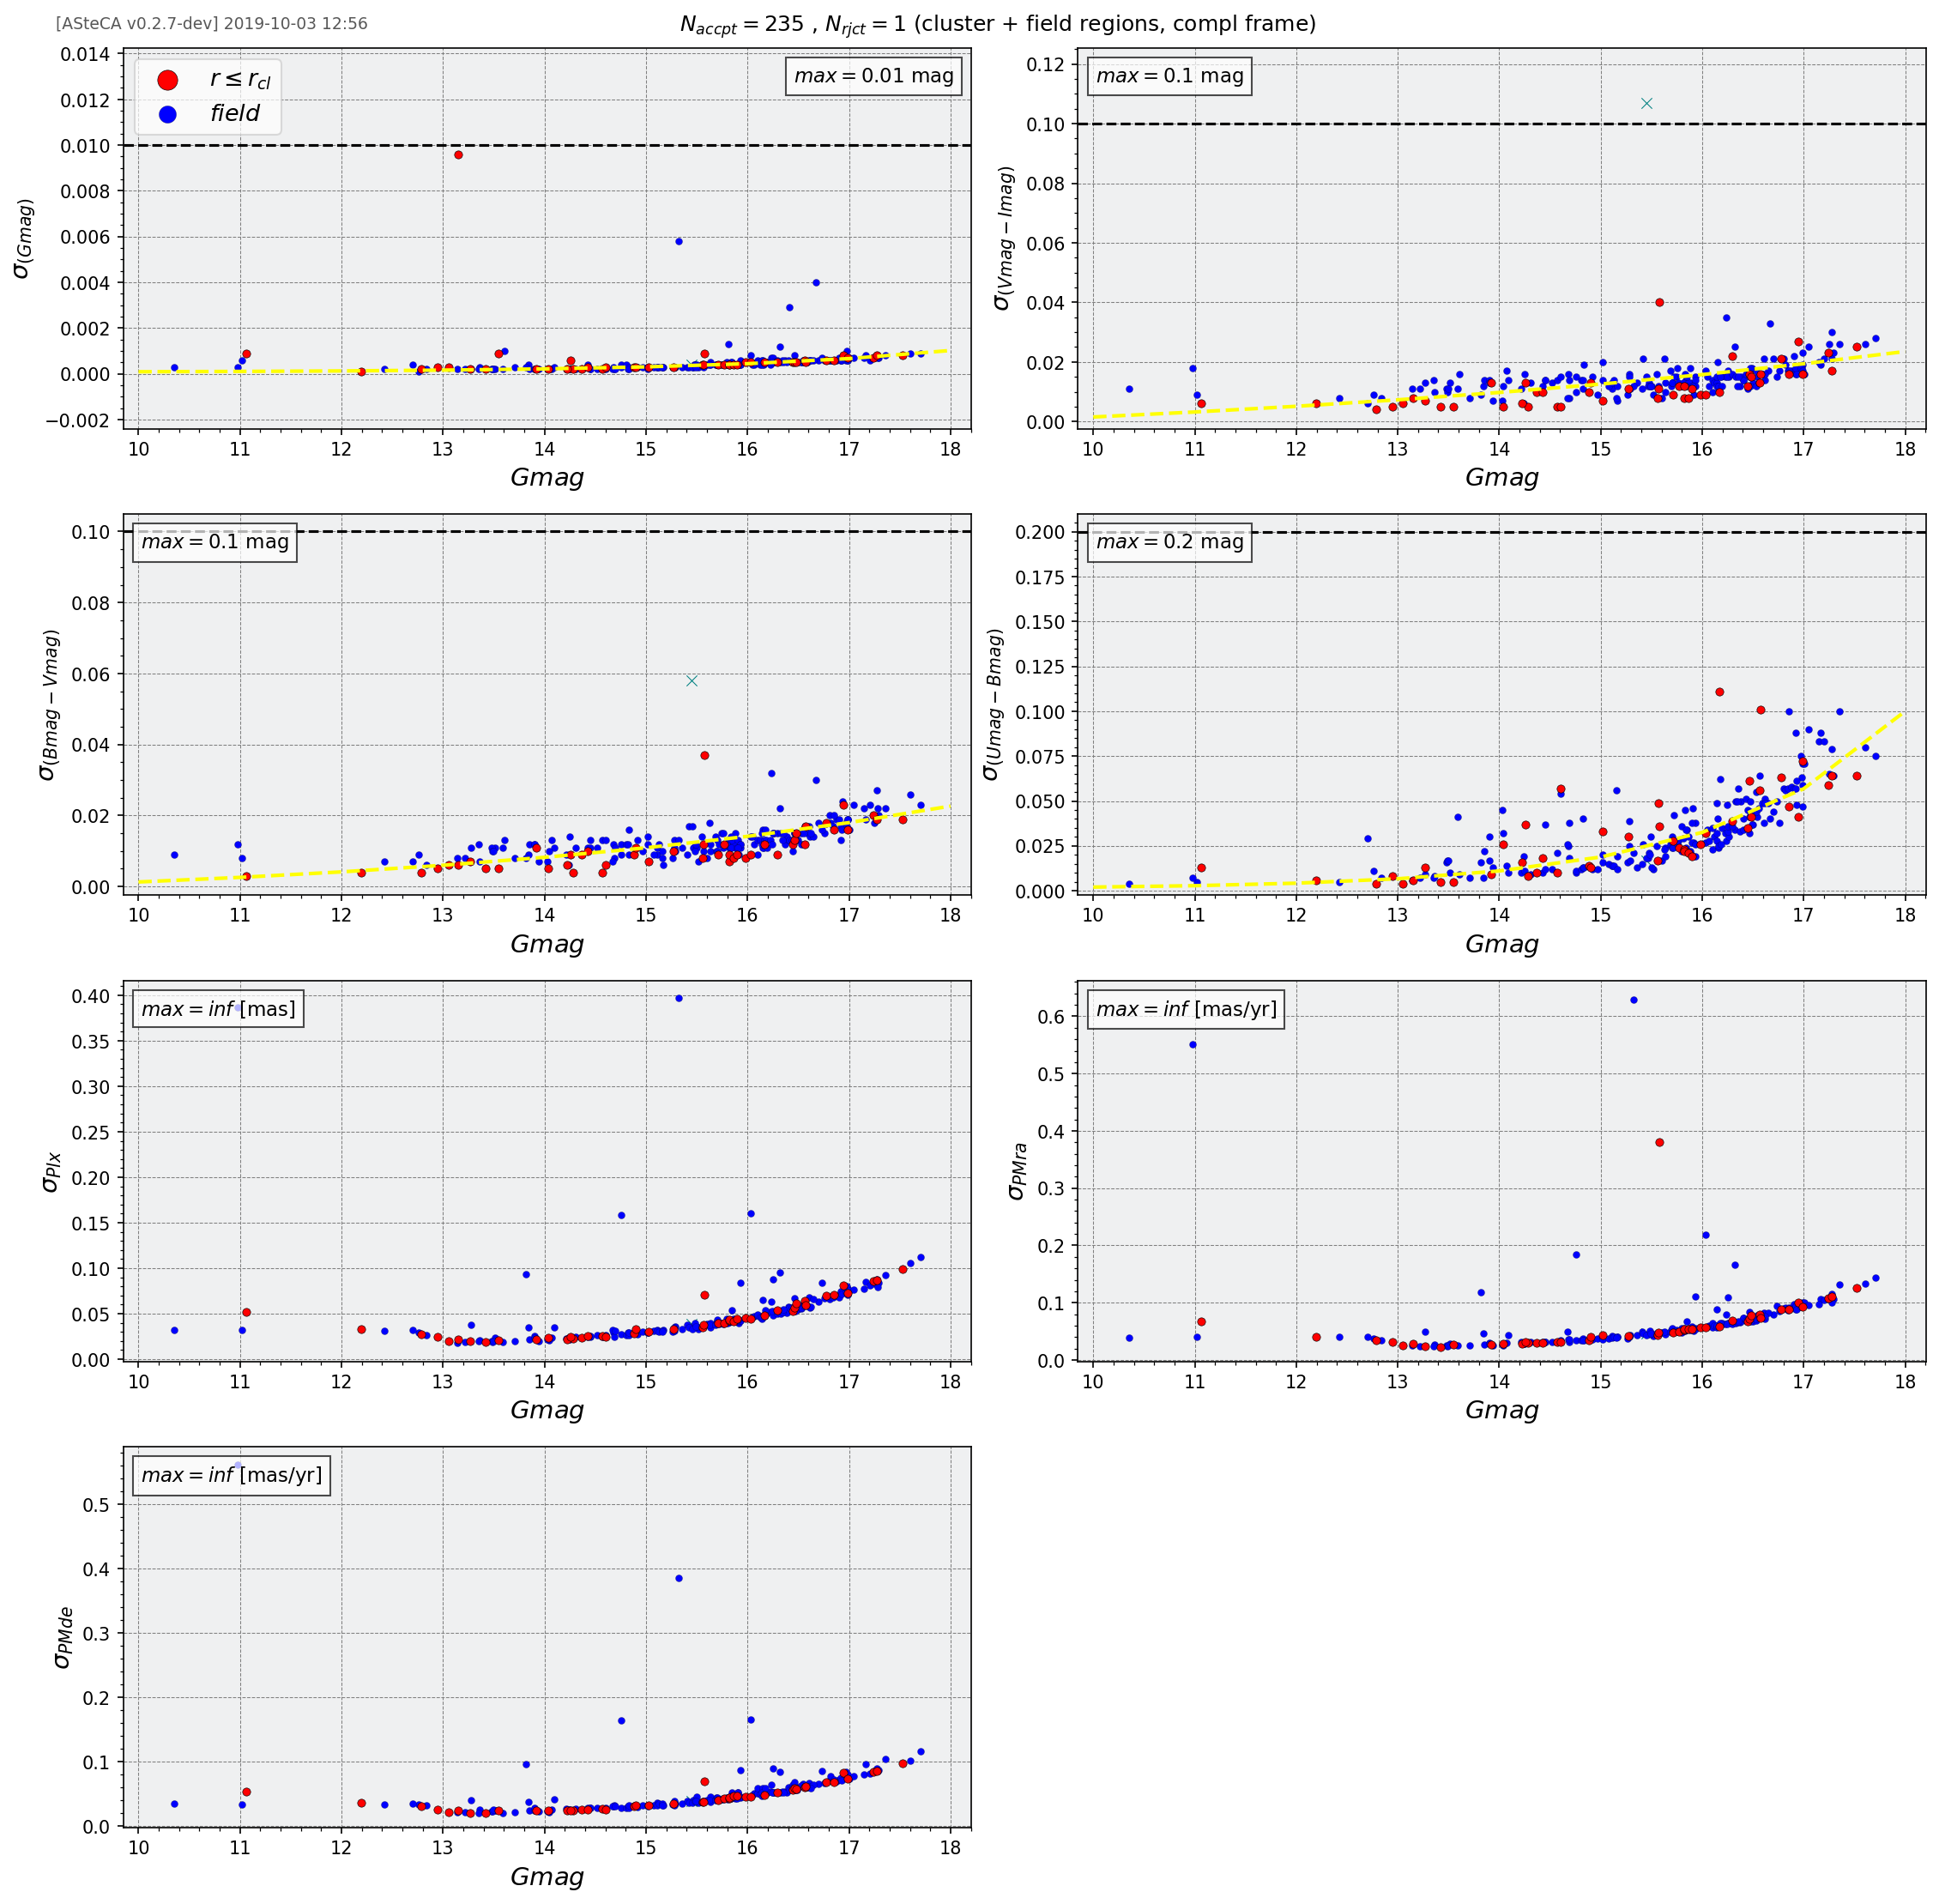 [ASteCA v0.2.7-dev] 2019-10-03 12:56
N_accpt = 235 , N_rjct = 1 (cluster + field regions, compl frame)
r ≤ r_cl
field
max = 0.01 mag
0.014
0.012
0.010
0.008
0.006
0.004
0.002
0.000
−0.002
σ(Gmag)
10 11 12 13 14 15 16 17 18
Gmag
max = 0.1 mag
0.12
0.10
0.08
0.06
0.04
0.02
0.00
σ(Vmag − Imag)
10 11 12 13 14 15 16 17 18
Gmag
max = 0.1 mag
0.10
0.08
0.06
0.04
0.02
0.00
σ(Bmag − Vmag)
10 11 12 13 14 15 16 17 18
Gmag
max = 0.2 mag
0.200
0.175
0.150
0.125
0.100
0.075
0.050
0.025
0.000
σ(Umag − Bmag)
10 11 12 13 14 15 16 17 18
Gmag
max = inf [mas]
0.40
0.35
0.30
0.25
0.20
0.15
0.10
0.05
0.00
σPlx
10 11 12 13 14 15 16 17 18
Gmag
max = inf [mas/yr]
0.6
0.5
0.4
0.3
0.2
0.1
0.0
σPMra
10 11 12 13 14 15 16 17 18
Gmag
max = inf [mas/yr]
0.5
0.4
0.3
0.2
0.1
0.0
σPMde
10 11 12 13 14 15 16 17 18
Gmag